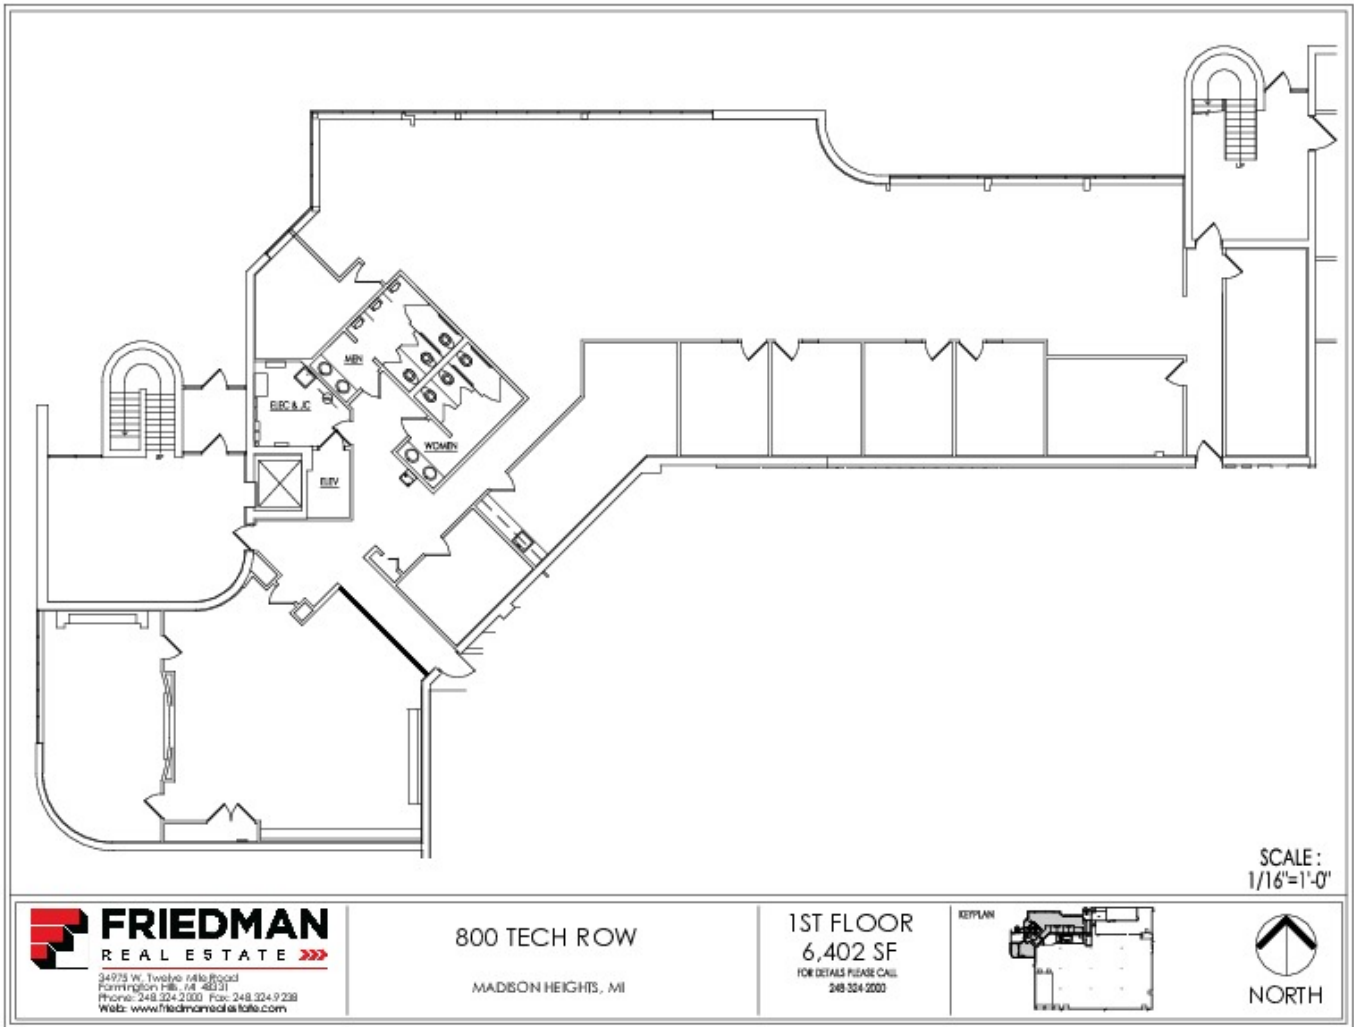 MEN
ELEC & JC
WOMEN
ELEV
SCALE :
1/16"=1'-0"
FRIEDMAN
REAL ESTATE
34975 W. Twelve Mile Road
Farmington Hills, MI 48331
Phone: 248.324.2000 Fax: 248.324.9238
Web: www.friedmanrealestate.com
800 TECH ROW
MADISON HEIGHTS, MI
1ST FLOOR
6,402 SF
FOR DETAILS PLEASE CALL
248-324-2000
KEYPLAN
NORTH